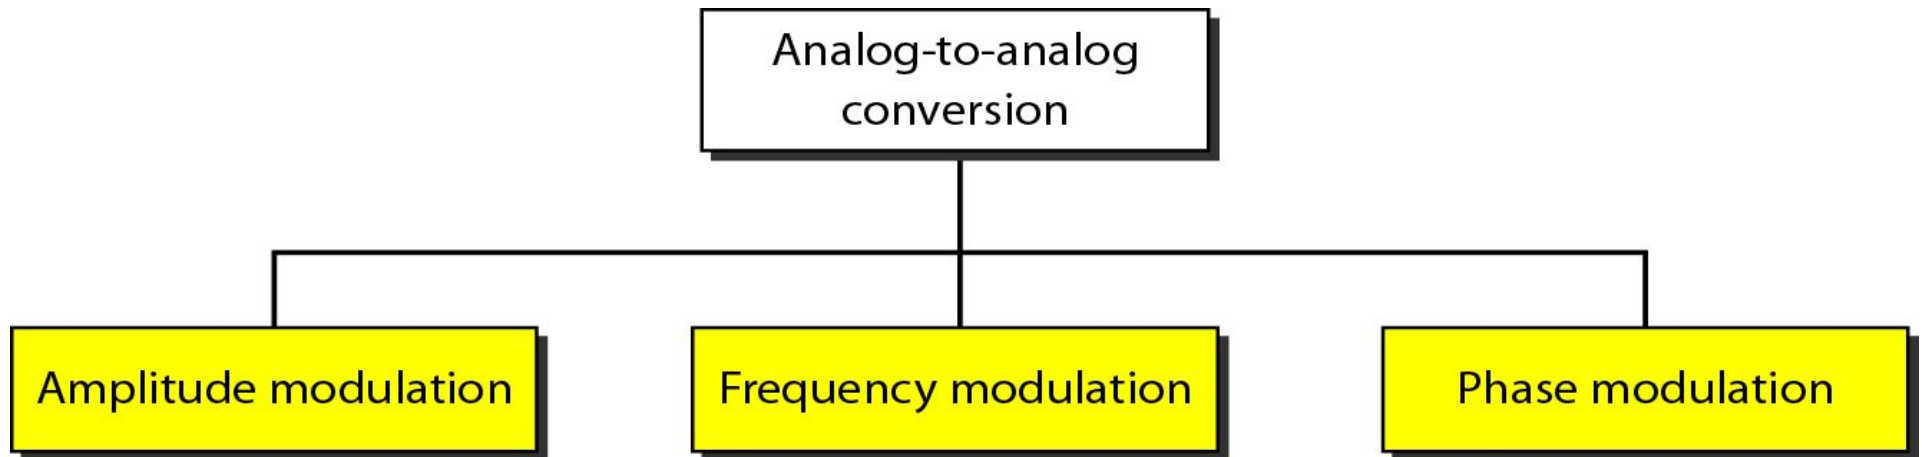 Analog-to-analog
conversion
Amplitude modulation
Frequency modulation
Phase modulation